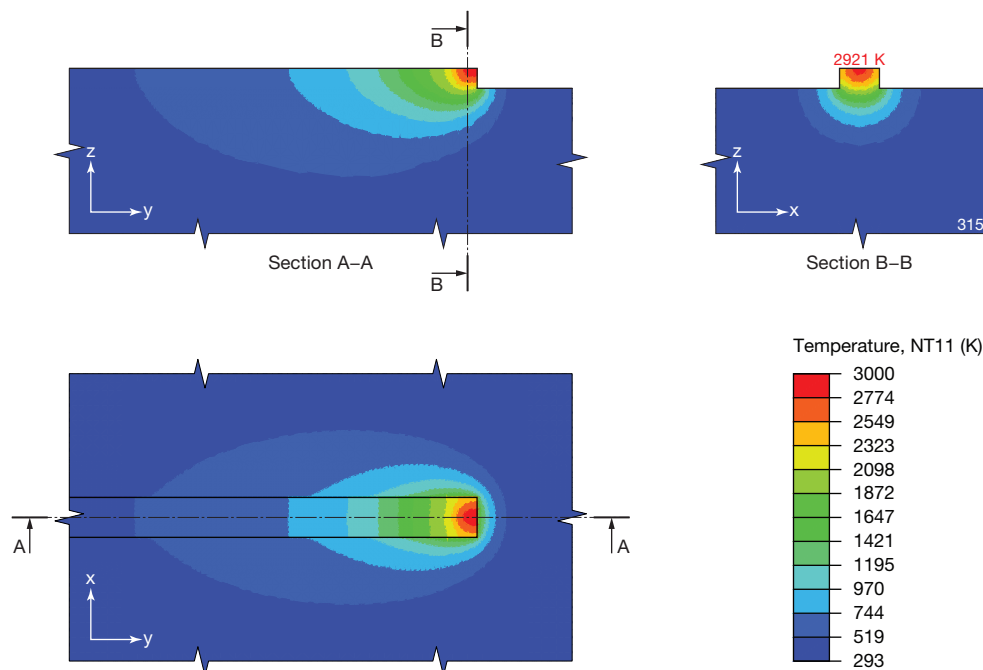 B
z
y
Section A–A
B
2921 K
z
x
315
Section B–B
A
A
x
y
Temperature, NT11 (K)
3000
2774
2549
2323
2098
1872
1647
1421
1195
970
744
519
293